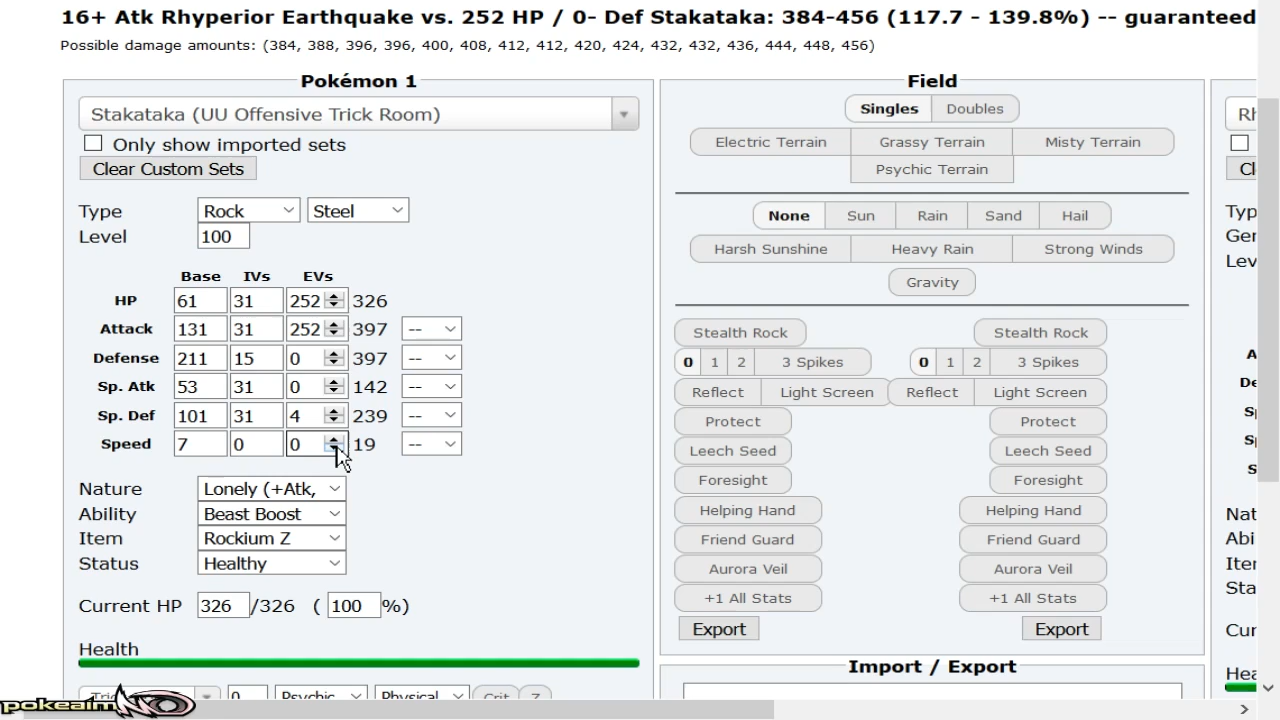 16+ Atk Rhyperior Earthquake vs. 252 HP / 0- Def Stakataka: 384-456 (117.7 - 139.8%) -- guaranteed
Possible damage amounts: (384, 388, 396, 396, 400, 408, 412, 412, 420, 424, 432, 432, 436, 444, 448, 456)
Pokémon 1
Stakataka (UU Offensive Trick Room)
Only show imported sets
Clear Custom Sets
Type Rock Steel
Level 100
Base IVs EVs
HP 61 31 252 326
Attack 131 31 252 397 --
Defense 211 15 0 397 --
Sp. Atk 53 31 0 142 --
Sp. Def 101 31 4 239 --
Speed 7 0 0 19 --
Nature Lonely (+Atk,
Ability Beast Boost
Item Rockium Z
Status Healthy
Current HP 326 /326 ( 100 %)
Health
0 Psychic Physical Crit Z
pokeaim
Field
Singles Doubles
Electric Terrain Grassy Terrain Misty Terrain
Psychic Terrain
None Sun Rain Sand Hail
Harsh Sunshine Heavy Rain Strong Winds
Gravity
Stealth Rock Stealth Rock
0 1 2 3 Spikes 0 1 2 3 Spikes
Reflect Light Screen Reflect Light Screen
Protect Protect
Leech Seed Leech Seed
Foresight Foresight
Helping Hand Helping Hand
Friend Guard Friend Guard
Aurora Veil Aurora Veil
+1 All Stats +1 All Stats
Export Export
Import / Export
Rh
Cl
Typ
Ger
Lev
A
De
S
Nat
Abi
Iter
Sta
Cur
Hea